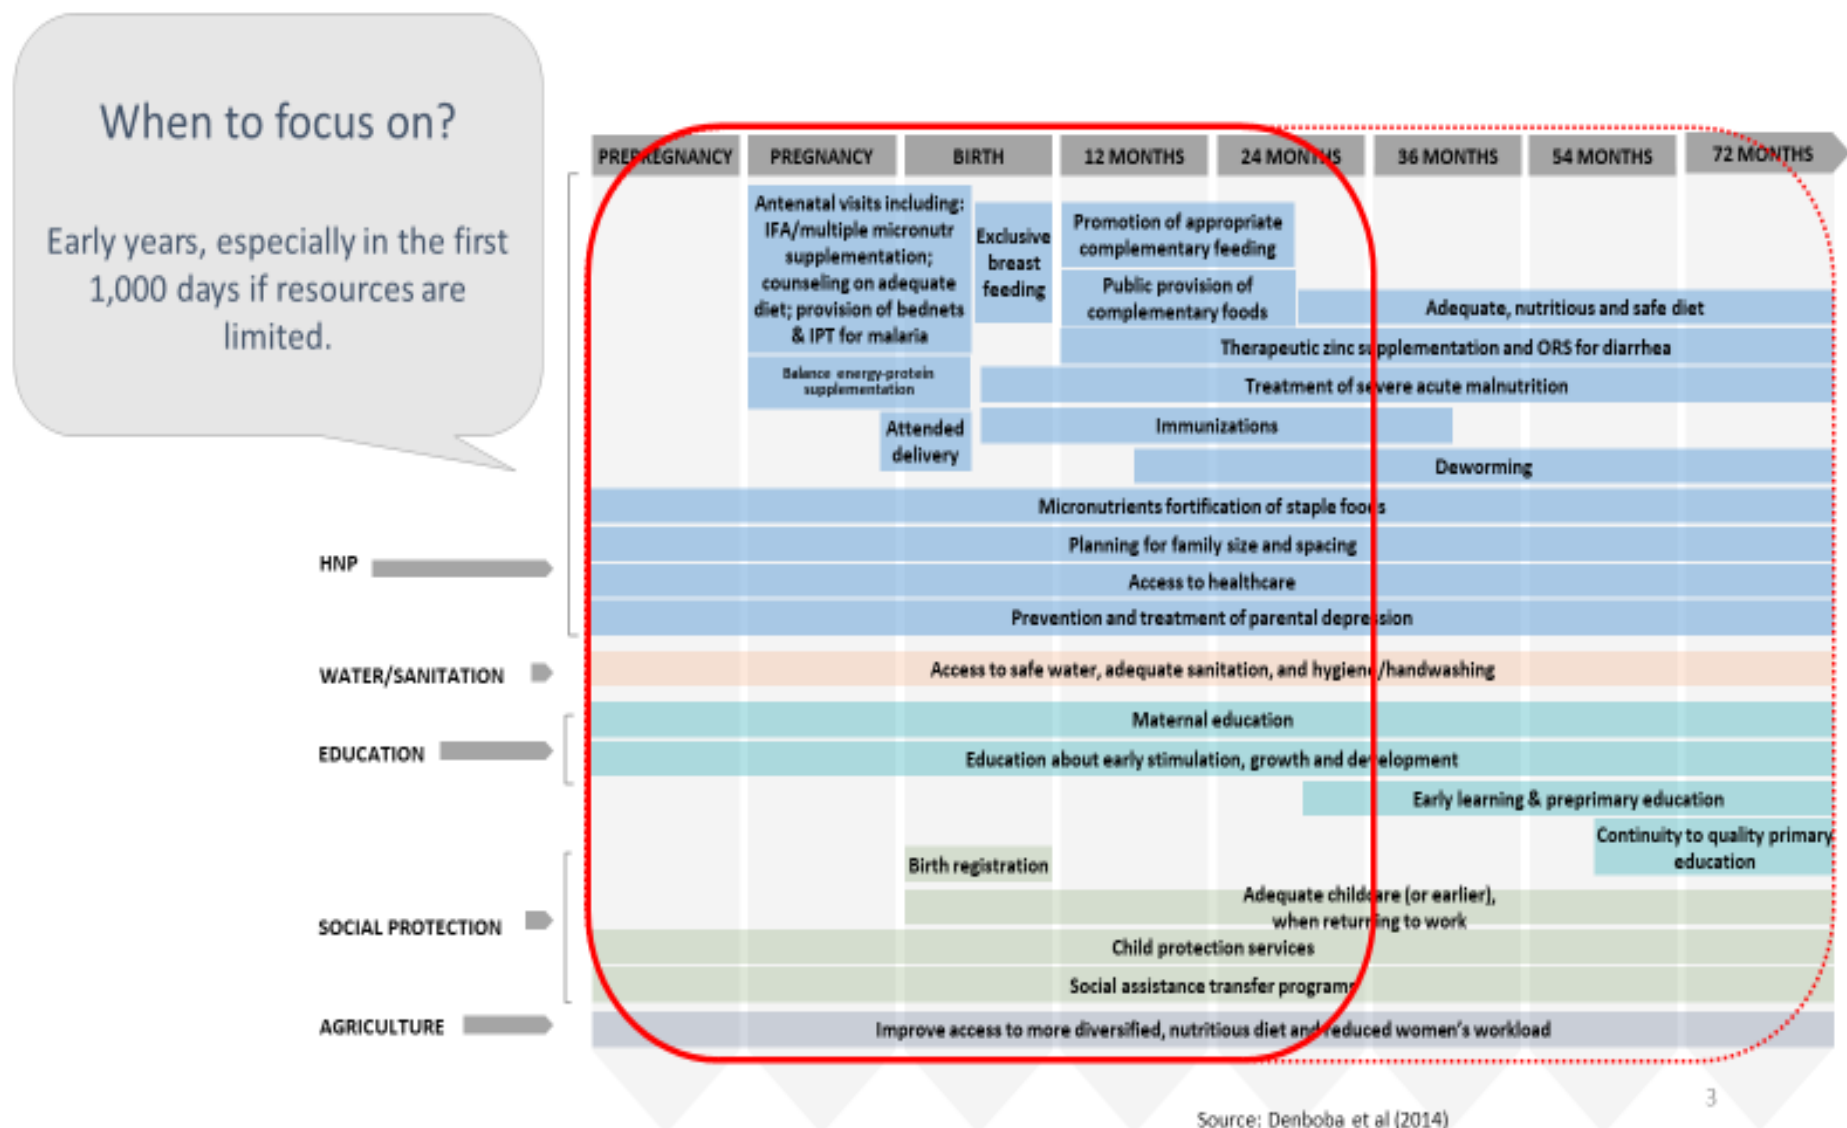 When to focus on?
Early years, especially in the first
1,000 days if resources are
limited.
PREPREGNANCY
PREGNANCY
BIRTH
12 MONTHS
24 MONTHS
36 MONTHS
54 MONTHS
72 MONTHS
Antenatal visits including:
IFA/multiple micronutr
supplementation;
counseling on adequate
diet; provision of bednets
& IPT for malaria
Exclusive
breast
feeding
Promotion of appropriate
complementary feeding
Public provision of
complementary foods
Adequate, nutritious and safe diet
Therapeutic zinc supplementation and ORS for diarrhea
Balance energy-protein
supplementation
Treatment of severe acute malnutrition
Attended
delivery
Immunizations
Deworming
Micronutrients fortification of staple foods
Planning for family size and spacing
HNP
Access to healthcare
Prevention and treatment of parental depression
WATER/SANITATION
Access to safe water, adequate sanitation, and hygiene/handwashing
Maternal education
EDUCATION
Education about early stimulation, growth and development
Early learning & preprimary education
Continuity to quality primary
education
Birth registration
Adequate childcare (or earlier),
when returning to work
SOCIAL PROTECTION
Child protection services
Social assistance transfer programs
AGRICULTURE
Improve access to more diversified, nutritious diet and reduced women's workload
3
Source: Denboba et al (2014)